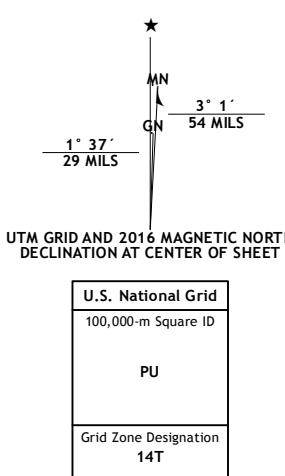 ★
MN
3° 1´
54 MILS
GN
1° 37´
29 MILS
UTM GRID AND 2016 MAGNETIC NORT
DECLINATION AT CENTER OF SHEET
U.S. National Grid
100,000-m Square ID
PU
Grid Zone Designation
14T